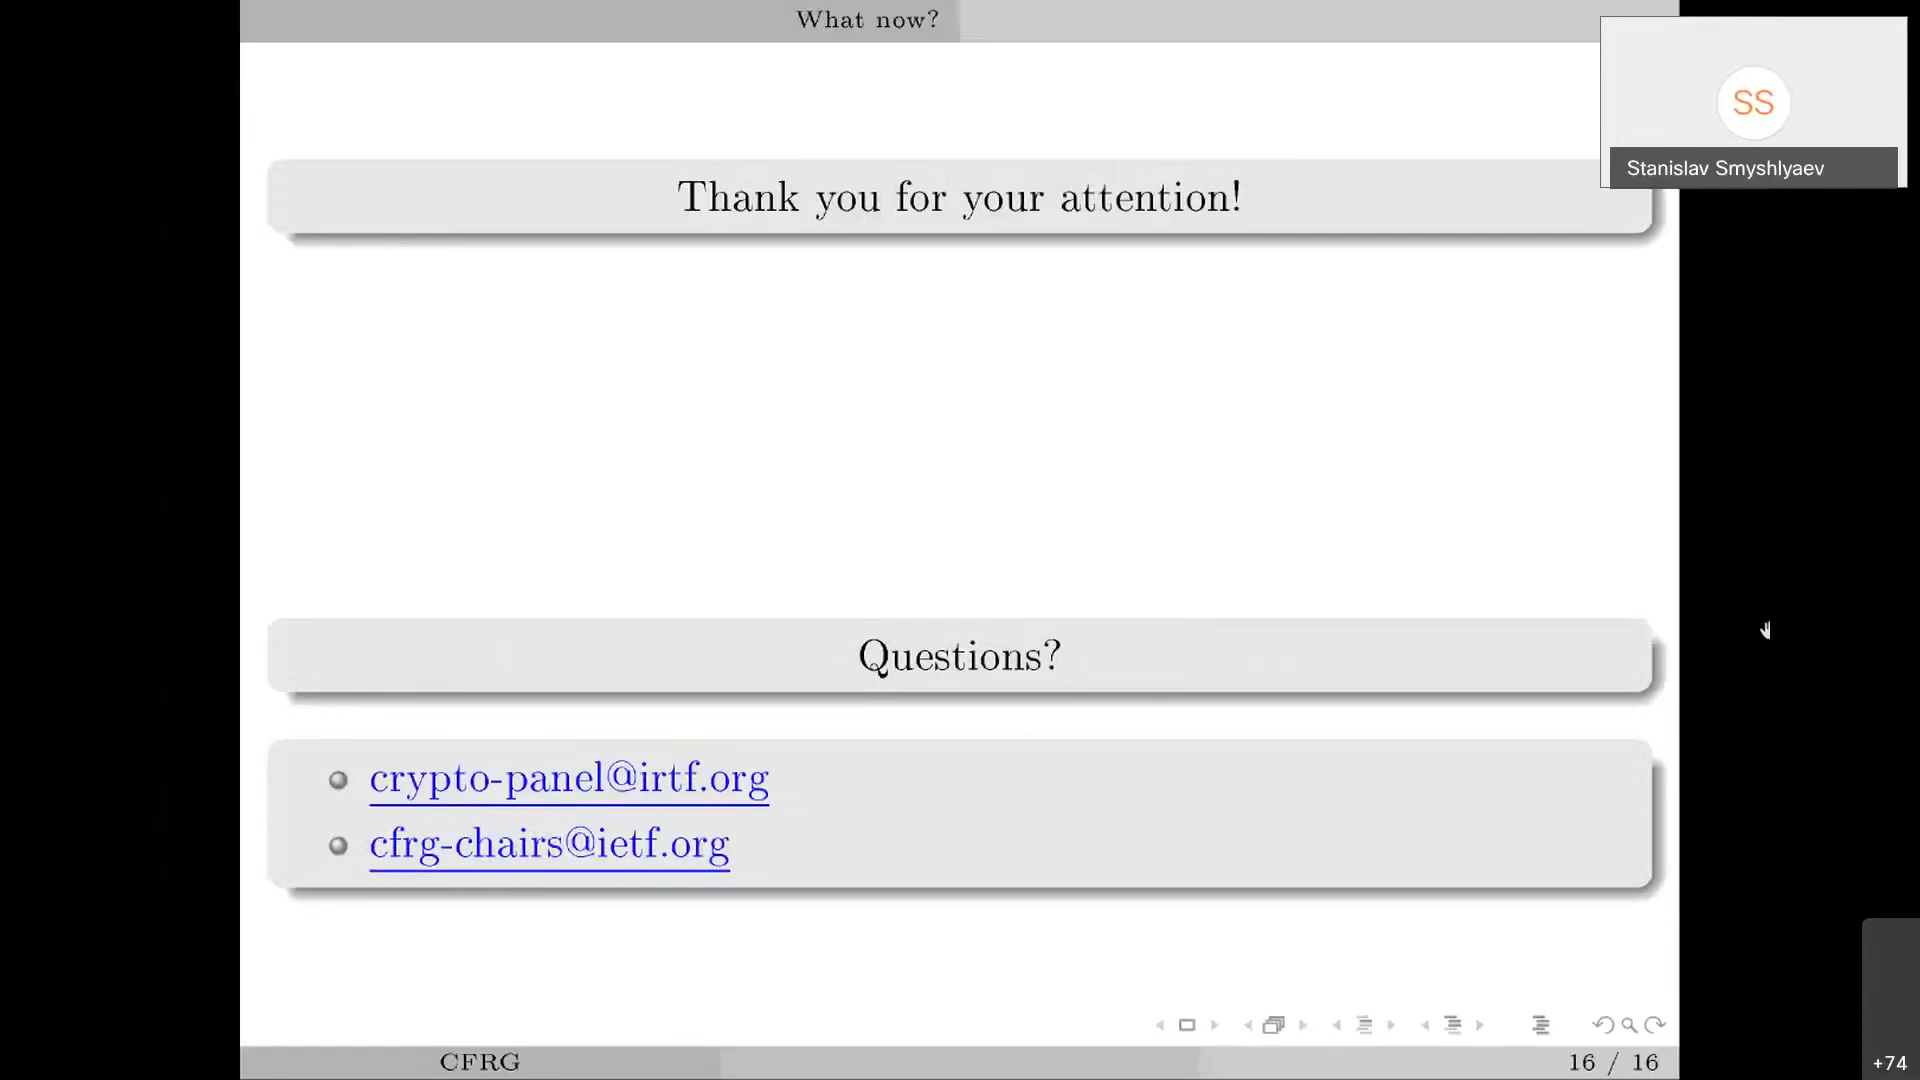 What now?
SS
Stanislav Smyshlyaev
Thank you for your attention!
Questions?
crypto-panel@irtf.org
cfrg-chairs@ietf.org
CFRG
16 / 16
+74